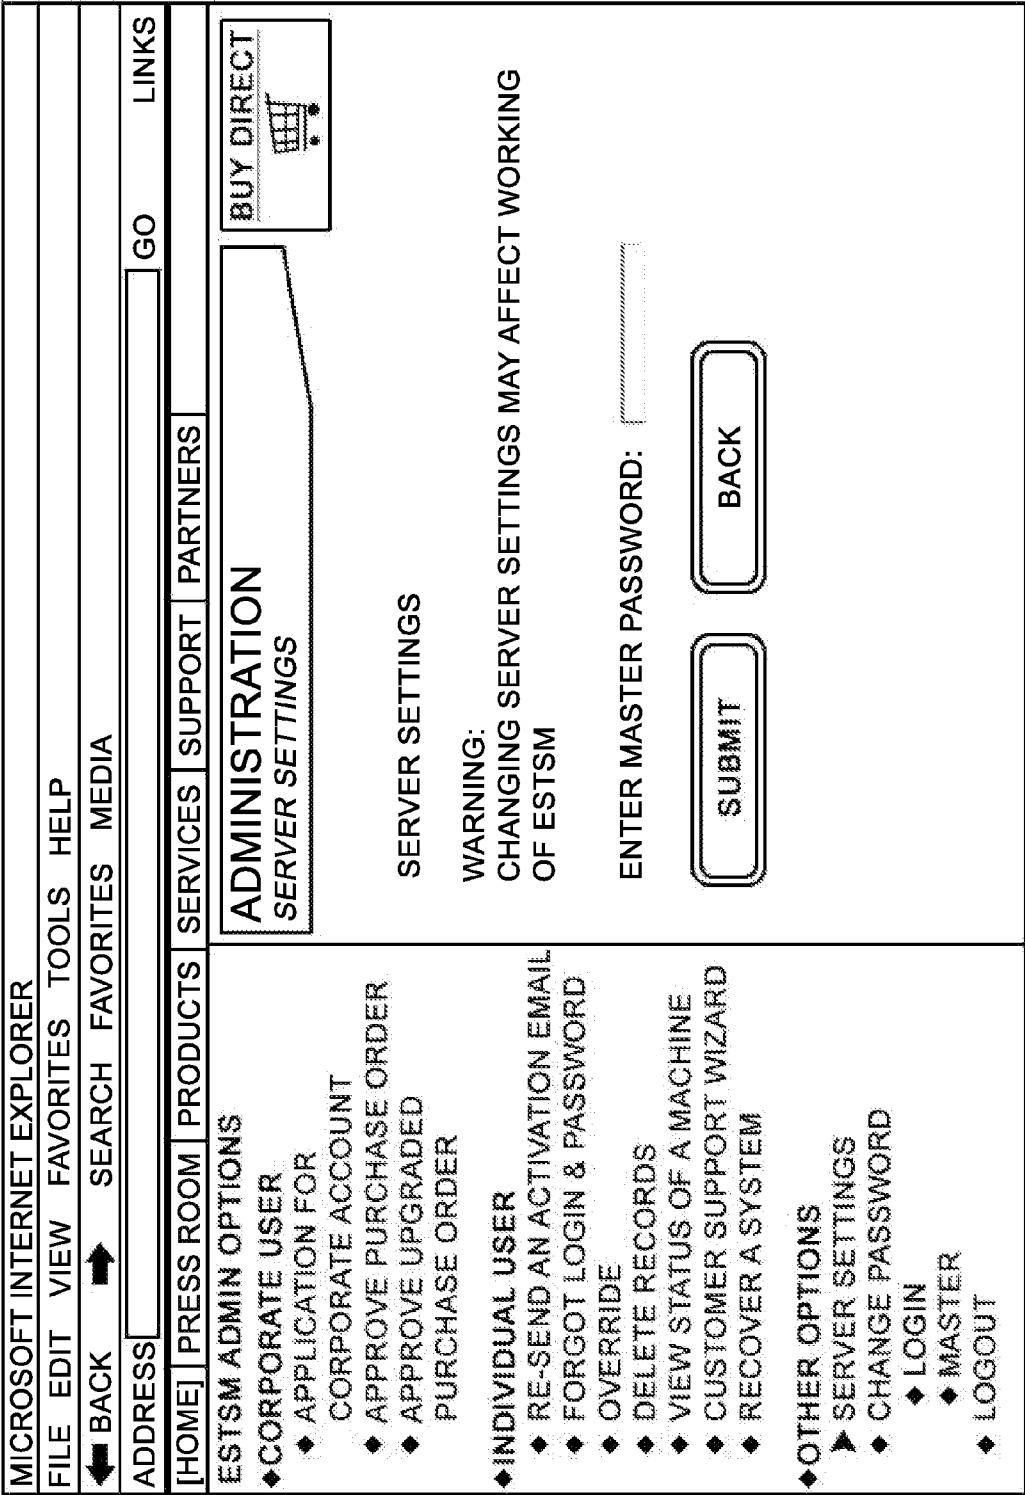 MICROSOFT INTERNET EXPLORER
FILE EDIT VIEW FAVORITES TOOLS HELP
BACK SEARCH FAVORITES MEDIA
ADDRESS GO LINKS
[HOME] PRESS ROOM PRODUCTS SERVICES SUPPORT PARTNERS
ESTSM ADMIN OPTIONS
CORPORATE USER
APPLICATION FOR
CORPORATE ACCOUNT
APPROVE PURCHASE ORDER
APPROVE UPGRADED
PURCHASE ORDER
INDIVIDUAL USER
RE-SEND AN ACTIVATION EMAIL
FORGOT LOGIN & PASSWORD
OVERRIDE
DELETE RECORDS
VIEW STATUS OF A MACHINE
CUSTOMER SUPPORT WIZARD
RECOVER A SYSTEM
OTHER OPTIONS
SERVER SETTINGS
CHANGE PASSWORD
LOGIN
MASTER
LOGOUT
ADMINISTRATION
SERVER SETTINGS
BUY DIRECT
SERVER SETTINGS
WARNING:
CHANGING SERVER SETTINGS MAY AFFECT WORKING
OF ESTSM
ENTER MASTER PASSWORD:
SUBMIT BACK